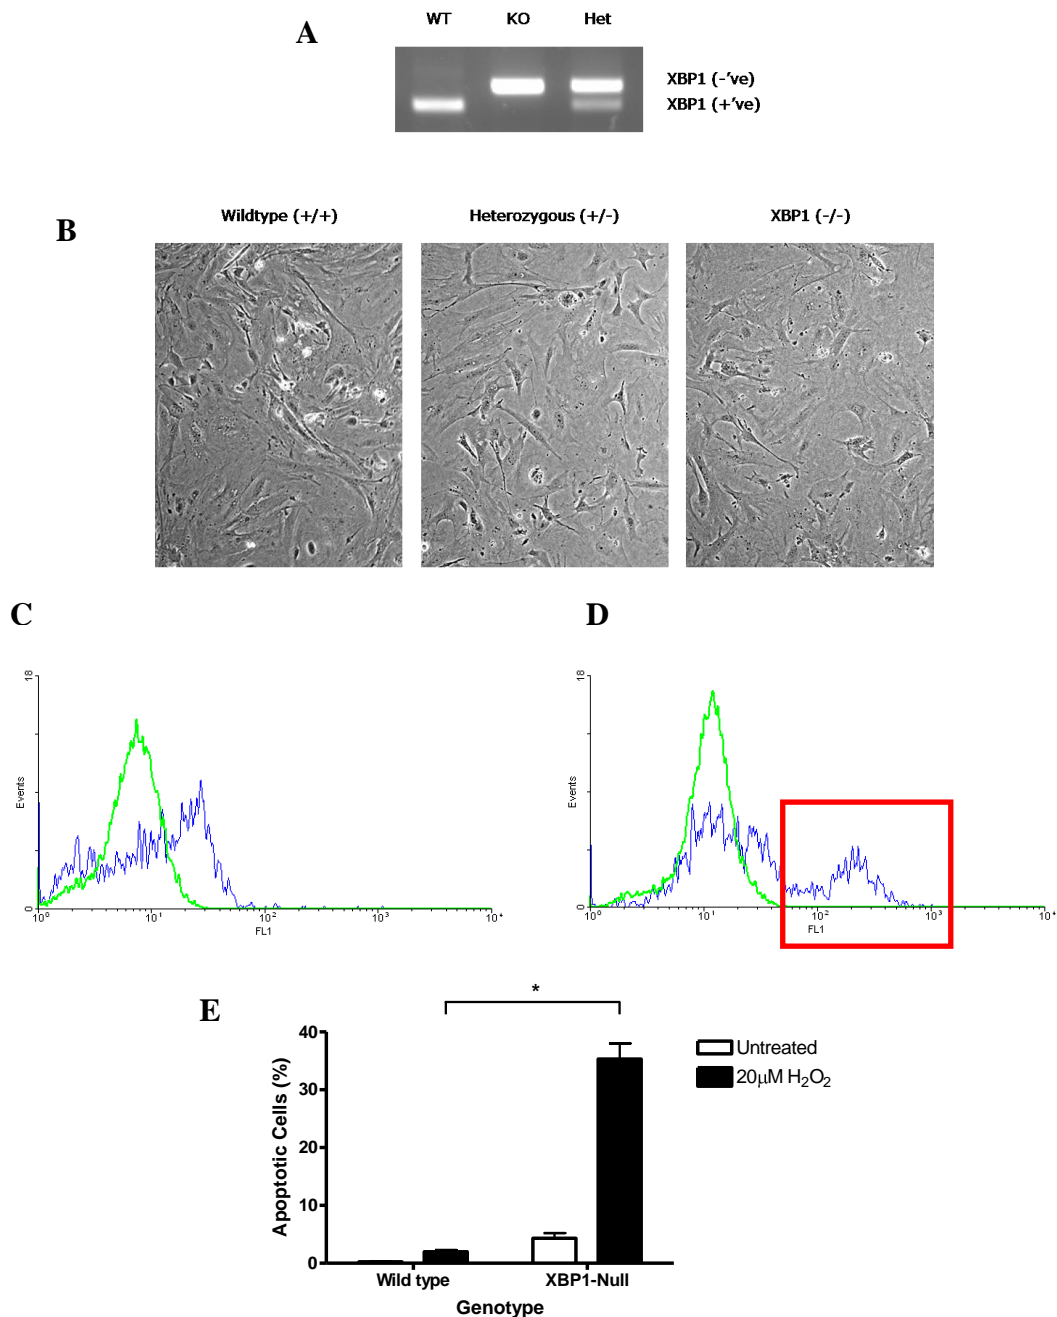 A
WT KO Het
XBP1 (-'ve)
XBP1 (+'ve)
B
Wildtype (+/+) Heterozygous (+/-) XBP1 (-/-)
C
18
Events
0
10⁰ 10¹ 10² 10³ 10⁴
FL1
D
18
Events
0
10⁰ 10¹ 10² 10³ 10⁴
FL1
E
*
Apoptotic Cells (%)
40
30
20
10
0
Wild type XBP1-Null
Genotype
Untreated
20µM H₂O₂